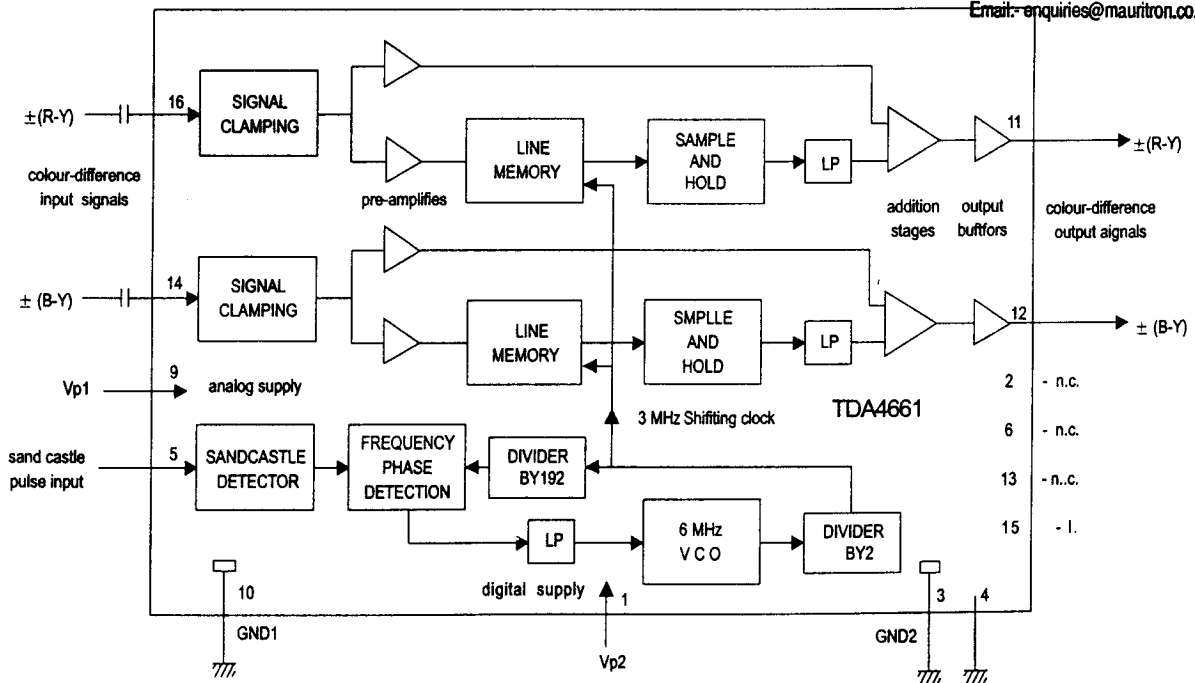 Email:- enquiries@mauritron.co.
±(R-Y)
16
SIGNAL
CLAMPING
colour-difference
input signals
pre-amplifies
LINE
MEMORY
SAMPLE
AND
HOLD
LP
11
±(R-Y)
addition
stages
output
buftfors
colour-difference
output aignals
± (B-Y)
14
SIGNAL
CLAMPING
LINE
MEMORY
SMPLLE
AND
HOLD
LP
12
± (B-Y)
Vp1
9
analog supply
2 - n.c.
TDA4661
3 MHz Shifiting clock
6 - n.c.
sand castle
pulse input
5
SANDCASTLE
DETECTOR
FREQUENCY
PHASE
DETECTION
DIVIDER
BY192
13 - n..c.
LP
6 MHz
V C O
DIVIDER
BY2
15 - l.
digital supply
10
GND1
1
Vp2
3
GND2
4